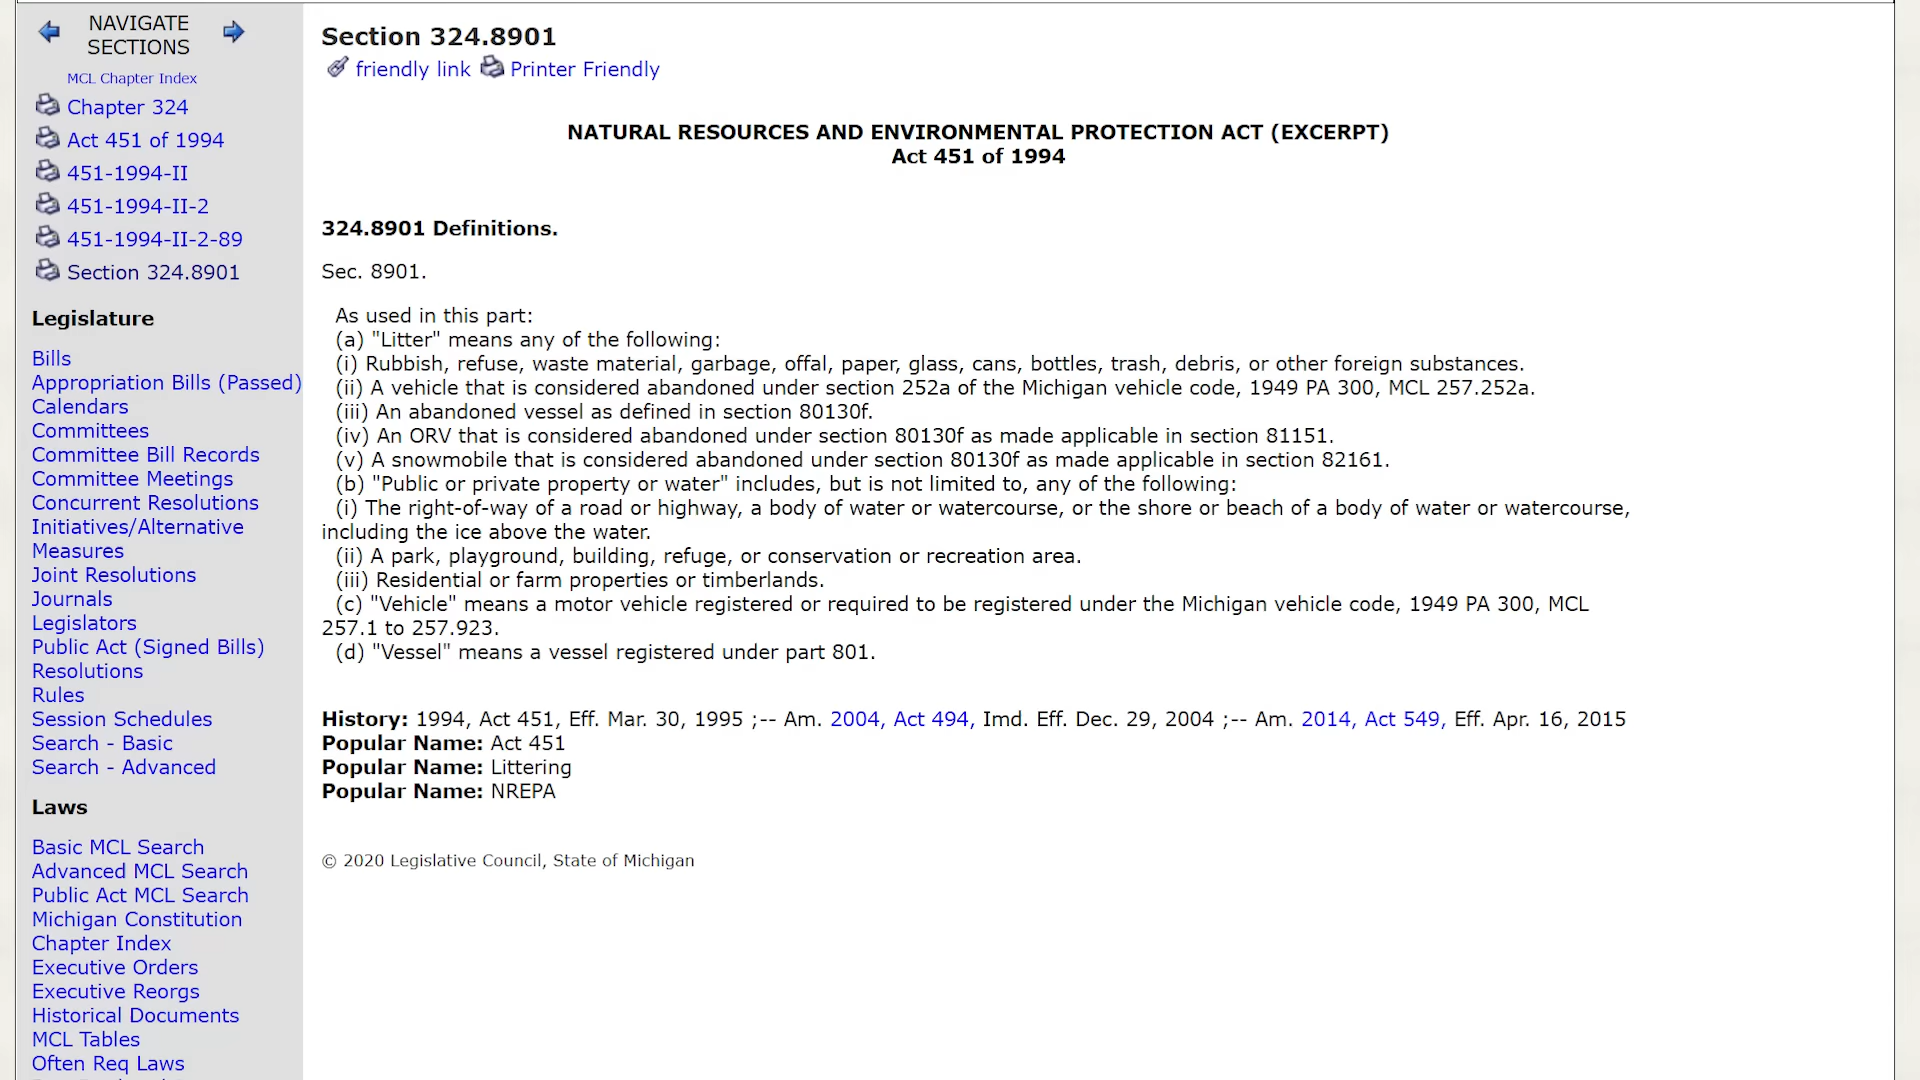 NAVIGATE
SECTIONS
MCL Chapter Index
Chapter 324
Act 451 of 1994
451-1994-II
451-1994-II-2
451-1994-II-2-89
Section 324.8901
Legislature
Bills
Appropriation Bills (Passed)
Calendars
Committees
Committee Bill Records
Committee Meetings
Concurrent Resolutions
Initiatives/Alternative
Measures
Joint Resolutions
Journals
Legislators
Public Act (Signed Bills)
Resolutions
Rules
Session Schedules
Search - Basic
Search - Advanced
Laws
Basic MCL Search
Advanced MCL Search
Public Act MCL Search
Michigan Constitution
Chapter Index
Executive Orders
Executive Reorgs
Historical Documents
MCL Tables
Often Req Laws
Section 324.8901
friendly link Printer Friendly
NATURAL RESOURCES AND ENVIRONMENTAL PROTECTION ACT (EXCERPT)
Act 451 of 1994
324.8901 Definitions.
Sec. 8901.
As used in this part:
(a) "Litter" means any of the following:
(i) Rubbish, refuse, waste material, garbage, offal, paper, glass, cans, bottles, trash, debris, or other foreign substances.
(ii) A vehicle that is considered abandoned under section 252a of the Michigan vehicle code, 1949 PA 300, MCL 257.252a.
(iii) An abandoned vessel as defined in section 80130f.
(iv) An ORV that is considered abandoned under section 80130f as made applicable in section 81151.
(v) A snowmobile that is considered abandoned under section 80130f as made applicable in section 82161.
(b) "Public or private property or water" includes, but is not limited to, any of the following:
(i) The right-of-way of a road or highway, a body of water or watercourse, or the shore or beach of a body of water or watercourse,
including the ice above the water.
(ii) A park, playground, building, refuge, or conservation or recreation area.
(iii) Residential or farm properties or timberlands.
(c) "Vehicle" means a motor vehicle registered or required to be registered under the Michigan vehicle code, 1949 PA 300, MCL
257.1 to 257.923.
(d) "Vessel" means a vessel registered under part 801.
History: 1994, Act 451, Eff. Mar. 30, 1995 ;-- Am. 2004, Act 494, Imd. Eff. Dec. 29, 2004 ;-- Am. 2014, Act 549, Eff. Apr. 16, 2015
Popular Name: Act 451
Popular Name: Littering
Popular Name: NREPA
© 2020 Legislative Council, State of Michigan